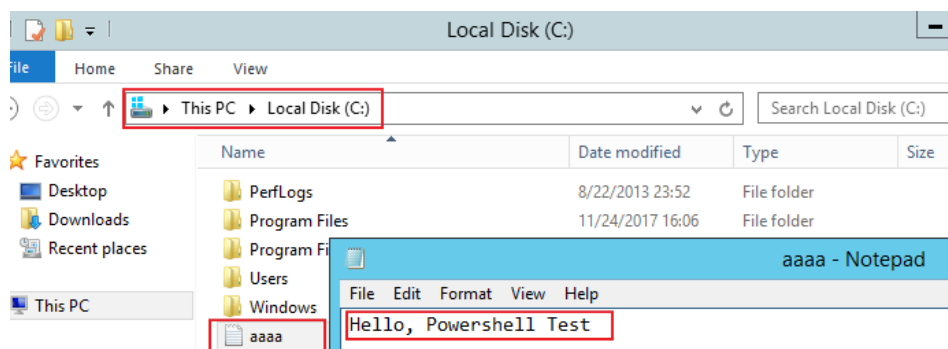 Local Disk (C:)
File Home Share View
This PC Local Disk (C:) Search Local Disk (C:)
Name Date modified Type Size
Favorites
Desktop PerfLogs 8/22/2013 23:52 File folder
Downloads Program Files 11/24/2017 16:06 File folder
Recent places Program Fi
aaaa - Notepad
Users
File Edit Format View Help
This PC Windows
Hello, Powershell Test
aaaa